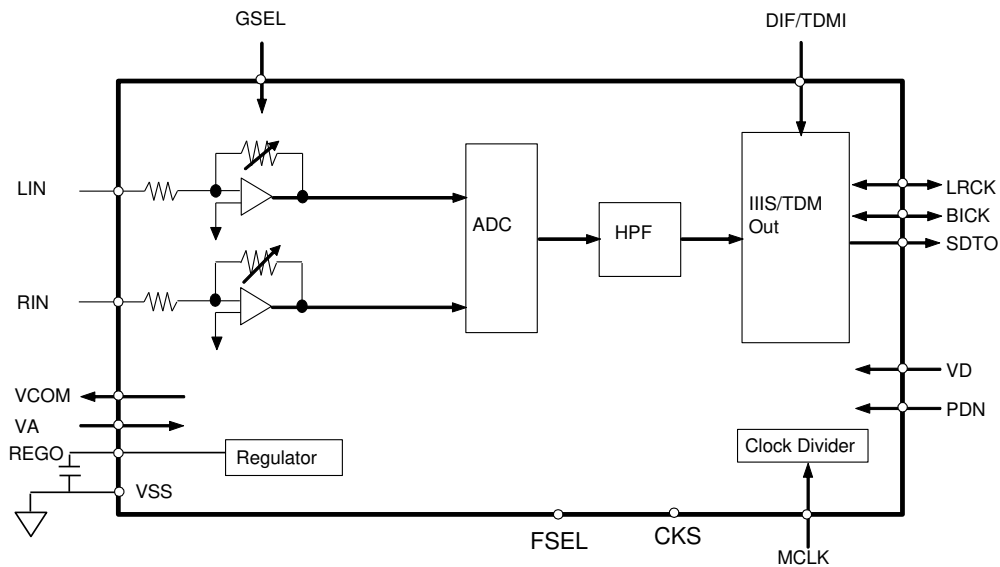 GSEL
DIF/TDMI
LIN
RIN
ADC
HPF
IIIS/TDM
Out
LRCK
BICK
SDTO
VCOM
VA
REGO
VSS
Regulator
VD
PDN
Clock Divider
FSEL
CKS
MCLK